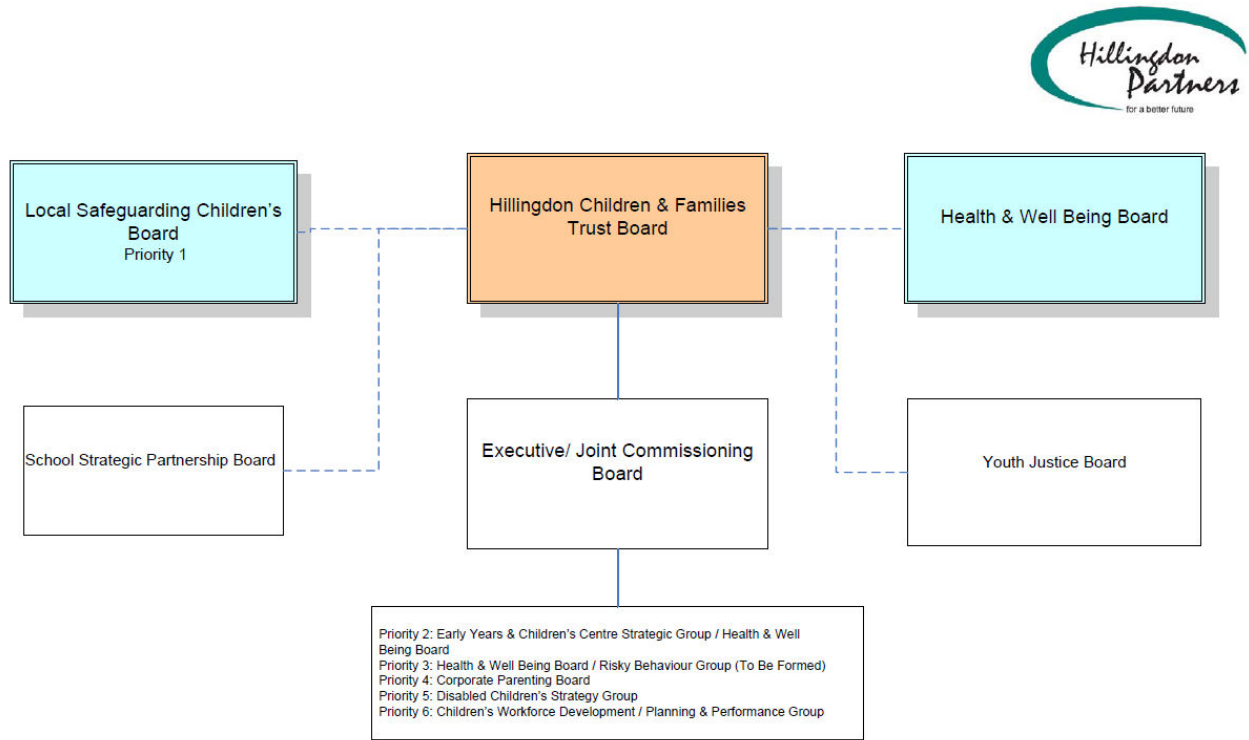 Hillingdon
Partners
for a better future
Local Safeguarding Children's
Board
Priority 1
Hillingdon Children & Families
Trust Board
Health & Well Being Board
School Strategic Partnership Board
Executive/ Joint Commissioning
Board
Youth Justice Board
Priority 2: Early Years & Children's Centre Strategic Group / Health & Well
Being Board
Priority 3: Health & Well Being Board / Risky Behaviour Group (To Be Formed)
Priority 4: Corporate Parenting Board
Priority 5: Disabled Children's Strategy Group
Priority 6: Children's Workforce Development / Planning & Performance Group